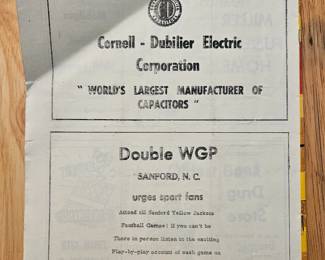 CD
Cornell - Dubilier Electric
Corporation
" WORLD'S LARGEST MANUFACTURER OF
CAPACITORS "
Double WGP
SANFORD, N. C.
urges sport fans
Attend all Sanford Yellow Jackets
Football Games: If you can't be
There in person listen to the exciting
Play-by-play account of each game on